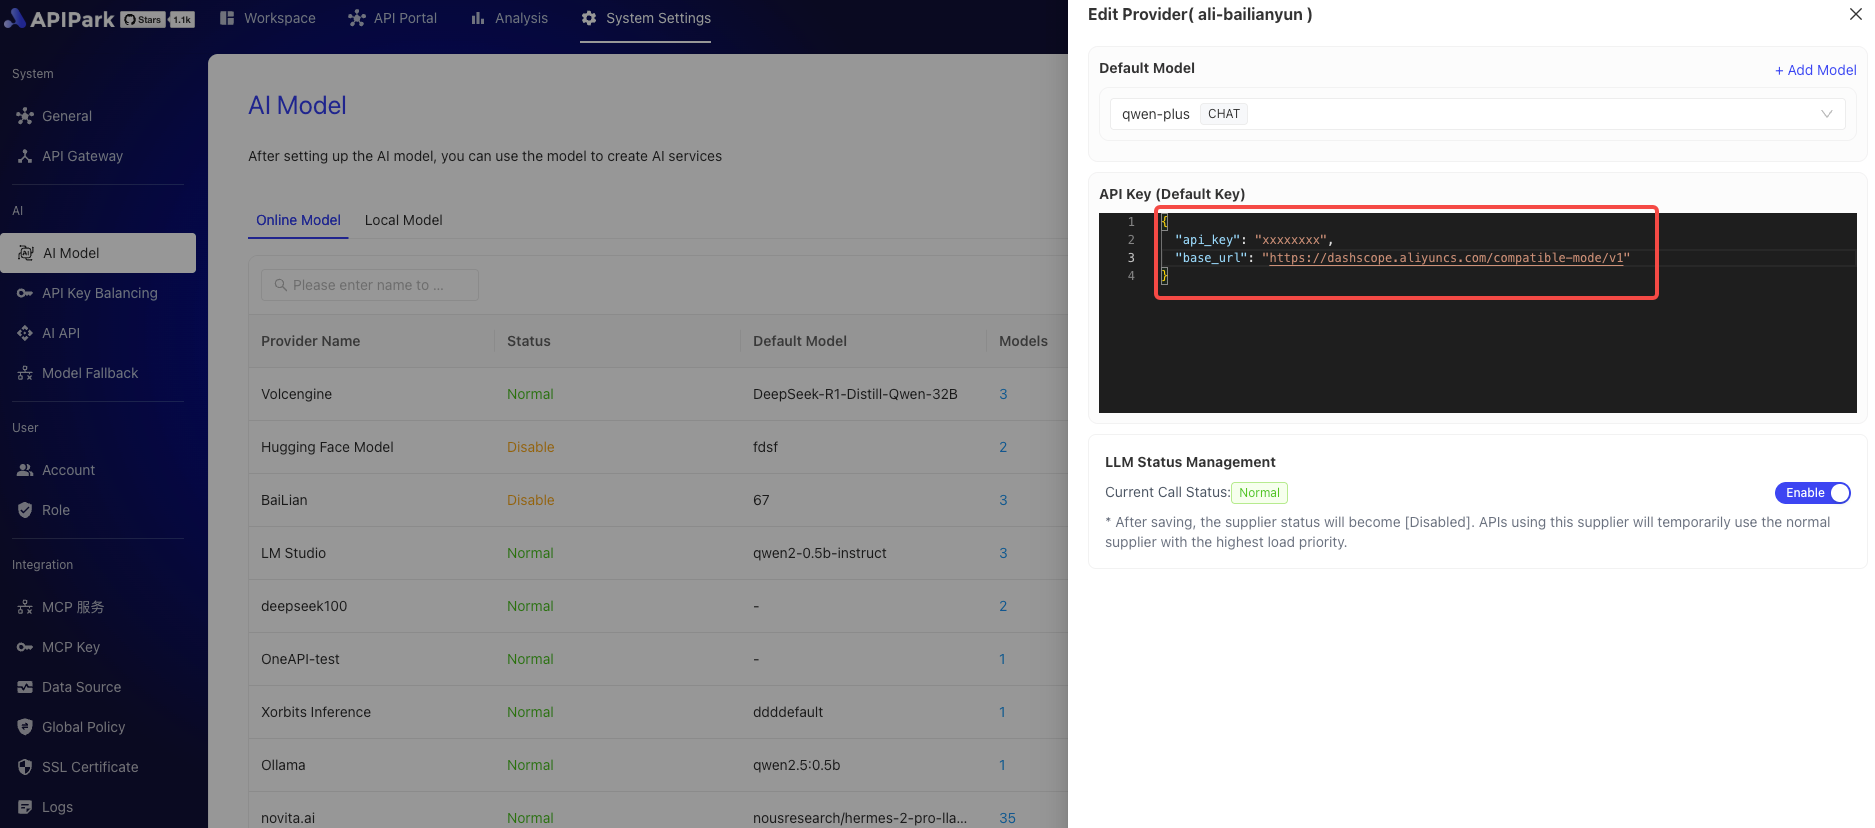 APIPark Stars 1.1k
Workspace
API Portal
Analysis
System Settings
System
General
API Gateway
AI
AI Model
API Key Balancing
AI API
Model Fallback
User
Account
Role
Integration
MCP 服务
MCP Key
Data Source
Global Policy
SSL Certificate
Logs
AI Model
After setting up the AI model, you can use the model to create AI services
Online Model Local Model
Please enter name to ...
Provider Name Status Default Model Models
Volcengine Normal DeepSeek-R1-Distill-Qwen-32B 3
Hugging Face Model Disable fdsf 2
BaiLian Disable 67 3
LM Studio Normal qwen2-0.5b-instruct 3
deepseek100 Normal - 2
OneAPI-test Normal - 1
Xorbits Inference Normal ddddefault 1
Ollama Normal qwen2.5:0.5b 1
novita.ai Normal nousresearch/hermes-2-pro-lla... 35
Edit Provider( ali-bailianyun )
Default Model
+ Add Model
qwen-plus CHAT
API Key (Default Key)
1 {
2 "api_key": "xxxxxxxx",
3 "base_url": "https://dashscope.aliyuncs.com/compatible-mode/v1"
4 }
LLM Status Management
Current Call Status: Normal
Enable
* After saving, the supplier status will become [Disabled]. APIs using this supplier will temporarily use the normal
supplier with the highest load priority.